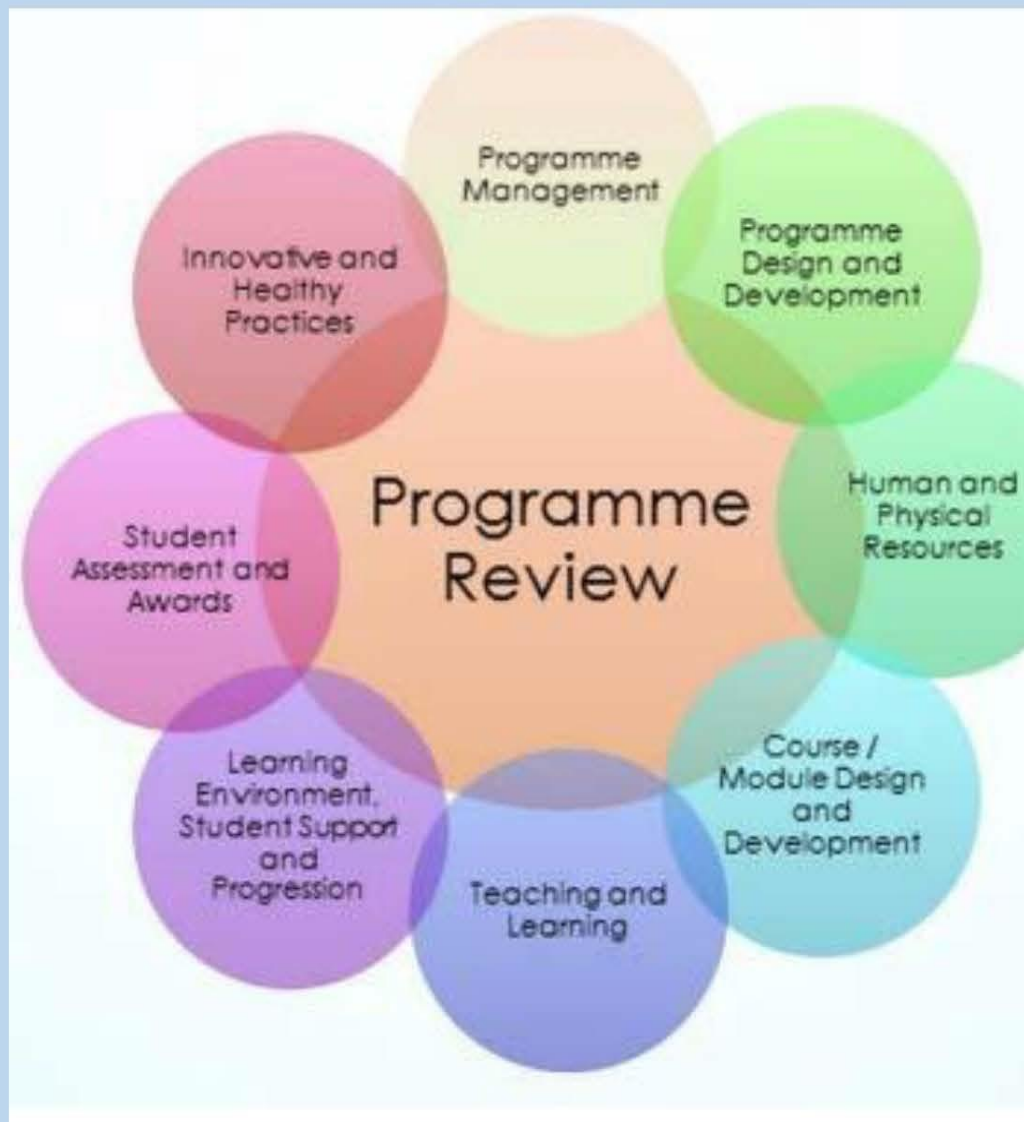 Programme
Management
Programme
Design and
Development
Human and
Physical
Resources
Course /
Module Design
and
Development
Teaching and
Learning
Learning
Environment,
Student Support
and
Progression
Student
Assessment and
Awards
Innovative and
Healthy
Practices
Programme
Review